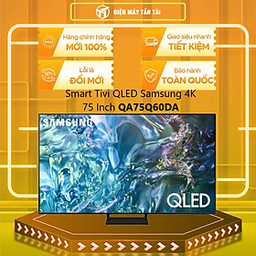 ĐIỆN MÁY TẤN TÀI
Hàng chính hãng
MỚI 100%
Giao siêu nhanh
TIẾT KIỆM
Lỗi là
ĐỔI MỚI
Bảo hành
TOÀN QUỐC
Smart Tivi QLED Samsung 4K
75 Inch QA75Q60DA
SAMSUNG
QLED